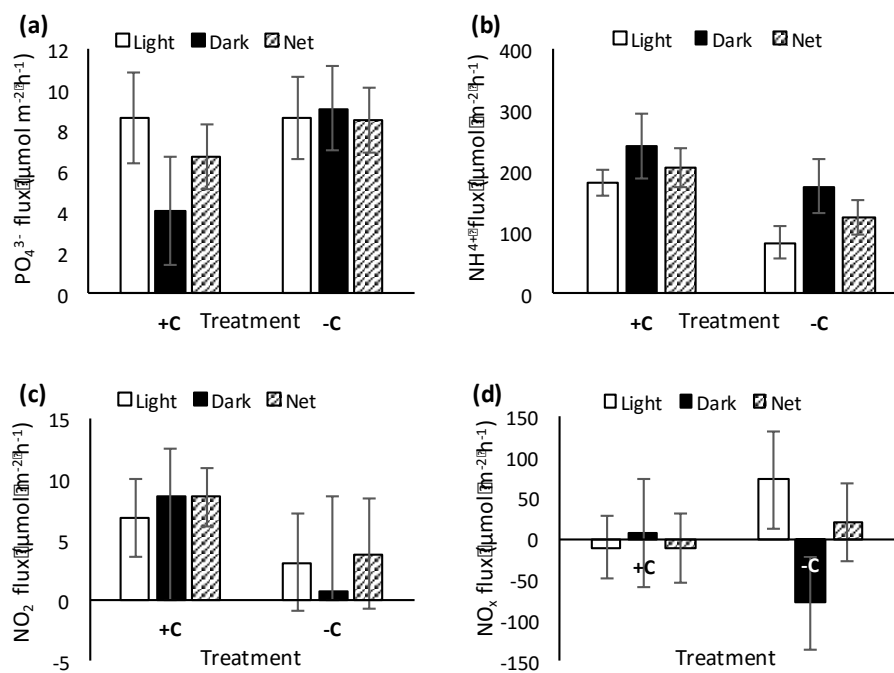 (a)
Light Dark Net
PO₄³⁻ flux (µmol m⁻² h⁻¹)
12
10
8
6
4
2
0
+C Treatment -C
(b)
Light Dark Net
NH⁴⁺ flux (µmol m⁻² h⁻¹)
400
300
200
100
0
+C Treatment -C
(c)
Light Dark Net
NO₂ flux (µmol m⁻² h⁻¹)
15
10
5
0
-5
+C -C
Treatment
(d)
Light Dark Net
NOₓ flux (µmol m⁻² h⁻¹)
150
100
50
0
-50
-100
-150
+C -C
Treatment